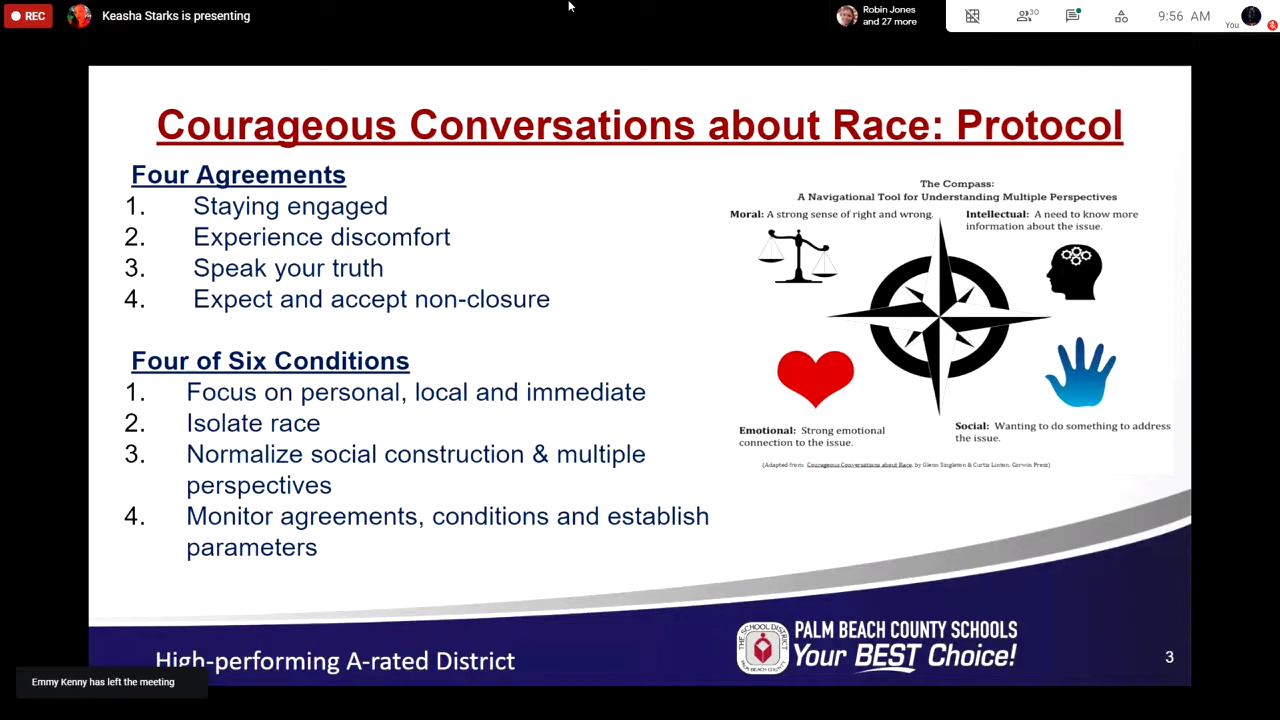 REC
Keasha Starks is presenting
Robin Jones
and 27 more
30
9:56 AM
You
Courageous Conversations about Race: Protocol
Four Agreements
1. Staying engaged
2. Experience discomfort
3. Speak your truth
4. Expect and accept non-closure
Four of Six Conditions
1. Focus on personal, local and immediate
2. Isolate race
3. Normalize social construction & multiple
perspectives
4. Monitor agreements, conditions and establish
parameters
The Compass:
A Navigational Tool for Understanding Multiple Perspectives
Moral: A strong sense of right and wrong.
Intellectual: A need to know more
information about the issue.
Emotional: Strong emotional
connection to the issue.
Social: Wanting to do something to address
the issue.
(Adapted from: Courageous Conversations about Race, by Glenn Singleton & Curtis Linton. Corwin Press)
High-performing A-rated District
THE SCHOOL DISTRICT
PALM BEACH COUNTY
PALM BEACH COUNTY SCHOOLS
Your BEST Choice!
3
Emmy Kenny has left the meeting